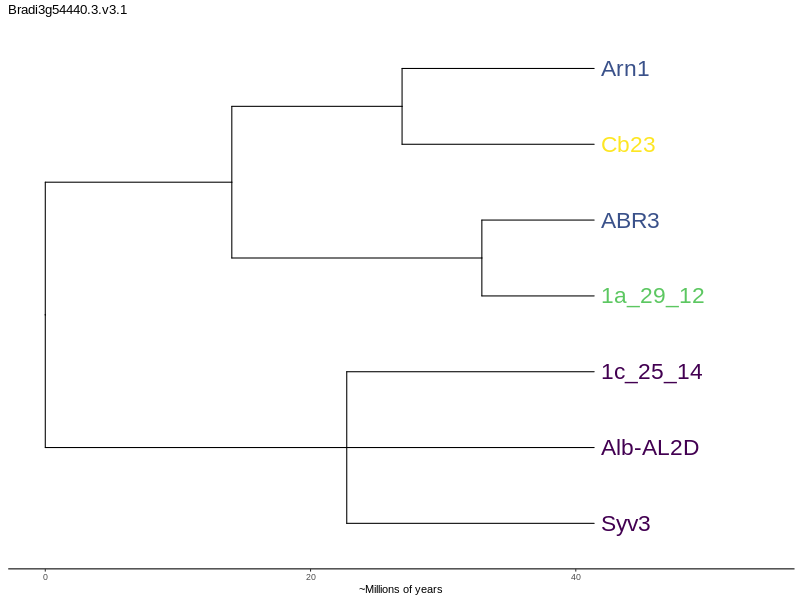 Bradi3g54440.3.v3.1
Arn1
Cb23
ABR3
1a_29_12
1c_25_14
Alb-AL2D
Syv3
0 20 40
~Millions of years